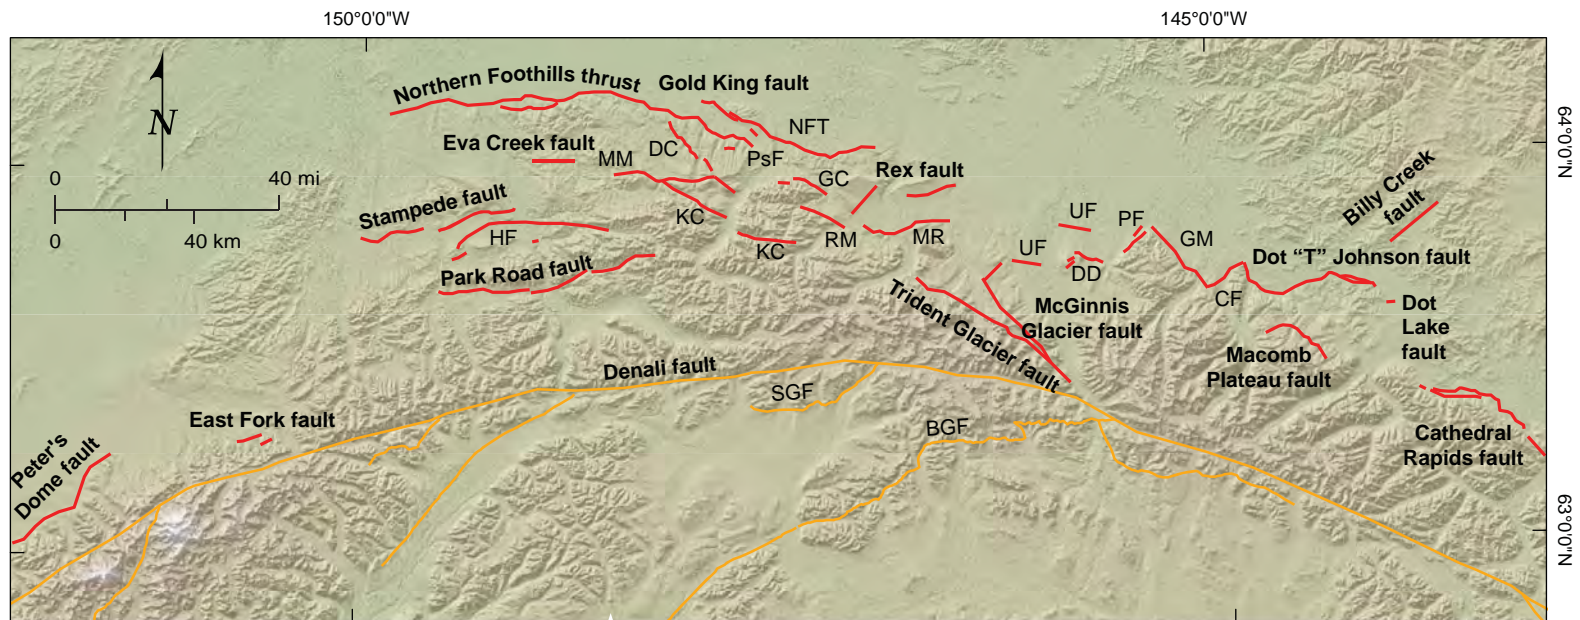 150°0'0"W
145°0'0"W
Northern Foothills thrust
Gold King fault
NFT
64°0'0"N
N
Eva Creek fault
MM
DC
PsF
GC
Rex fault
0
40 mi
0
40 km
Stampede fault
HF
KC
KC
RM
MR
UF
UF
PF
GM
DD
Billy Creek
fault
Park Road fault
Dot “T” Johnson fault
CF
Trident Glacier fault
McGinnis
Glacier fault
Dot
Lake
fault
Macomb
Plateau fault
Denali fault
SGF
BGF
East Fork fault
Peter's
Dome fault
Cathedral
Rapids fault
63°0'0"N